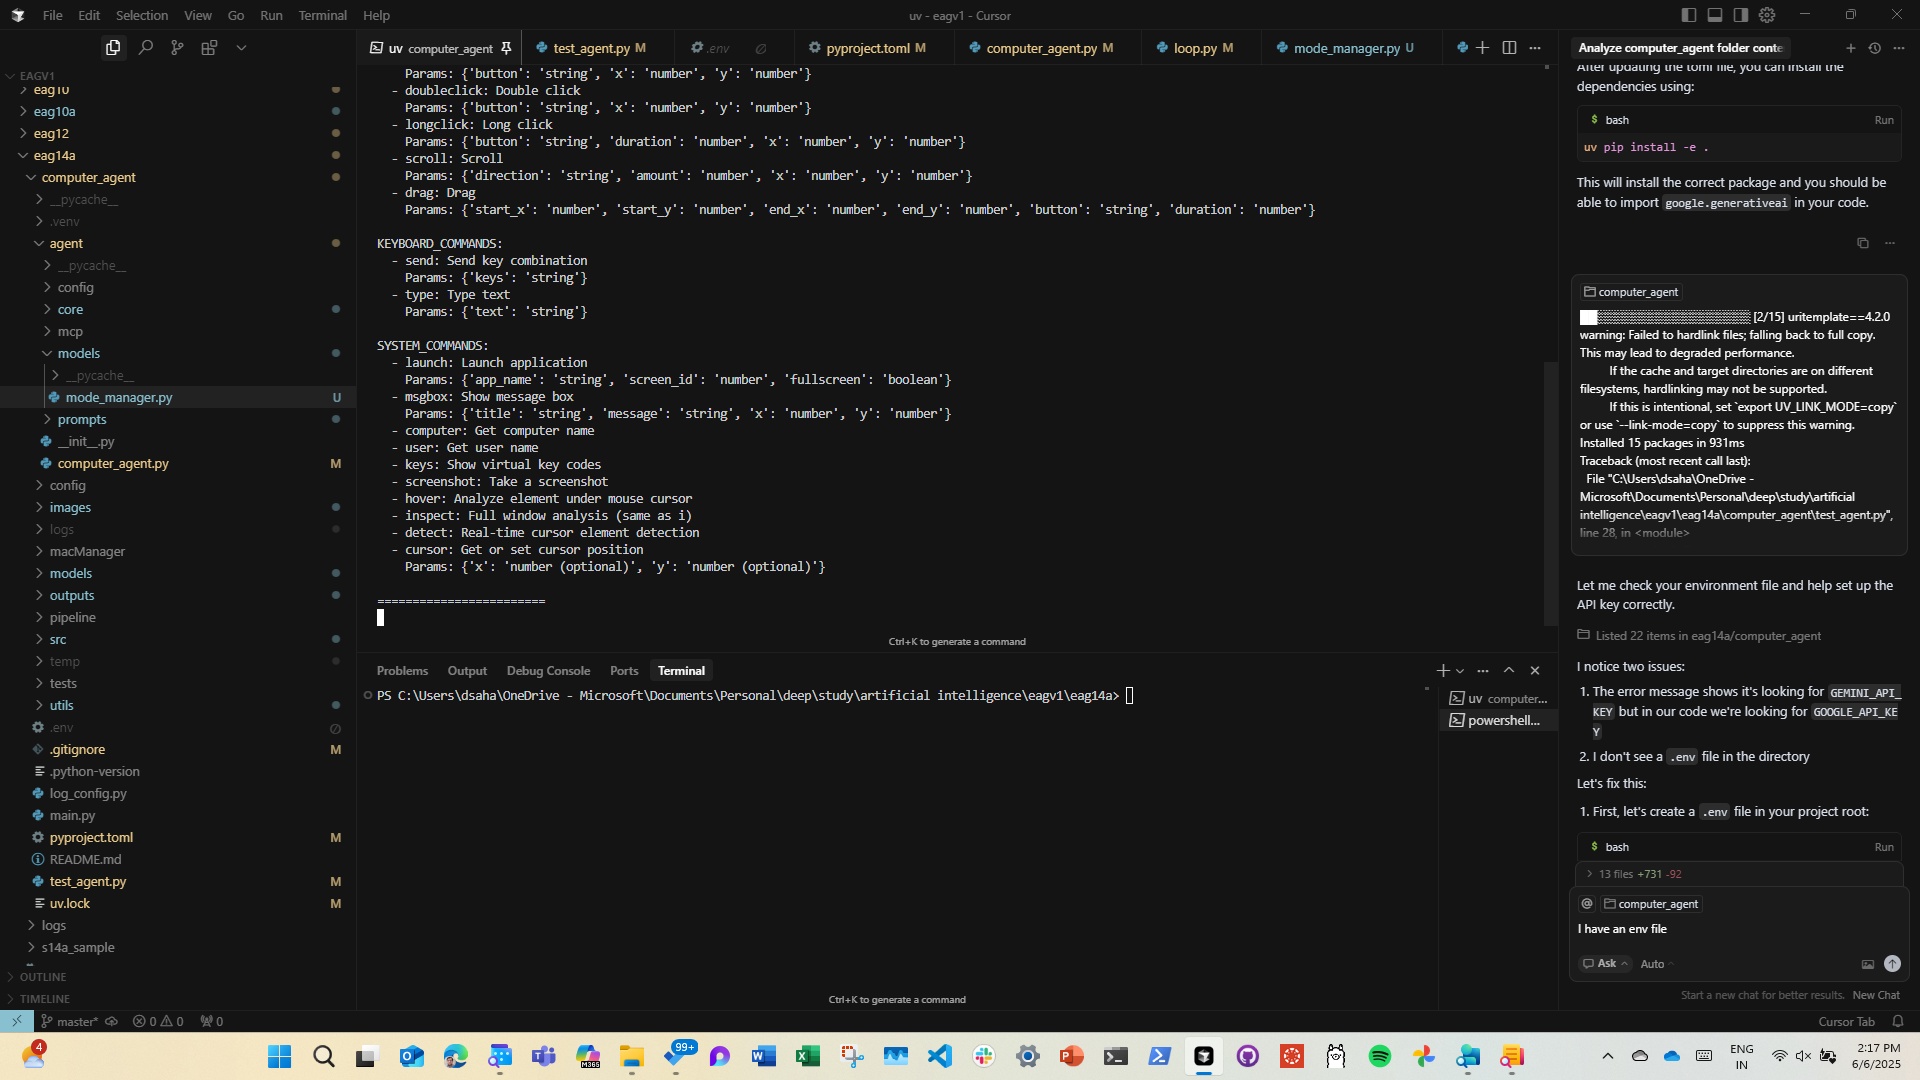 File Edit Selection View Go Run Terminal Help
uv - eagv1 - Cursor
EAGV1
eag10
eag10a
eag12
eag14a
computer_agent
__pycache__
.venv
agent
__pycache__
config
core
mcp
models
__pycache__
mode_manager.py U
prompts
__init__.py
computer_agent.py M
config
images
logs
macManager
models
outputs
pipeline
src
temp
tests
utils
.env
.gitignore M
.python-version
log_config.py
main.py
pyproject.toml M
README.md
test_agent.py M
uv.lock M
logs
s14a_sample
OUTLINE
TIMELINE
uv computer_agent test_agent.py M .env pyproject.toml M computer_agent.py M loop.py M mode_manager.py U
Params: {'button': 'string', 'x': 'number', 'y': 'number'}
- doubleclick: Double click
Params: {'button': 'string', 'x': 'number', 'y': 'number'}
- longclick: Long click
Params: {'button': 'string', 'duration': 'number', 'x': 'number', 'y': 'number'}
- scroll: Scroll
Params: {'direction': 'string', 'amount': 'number', 'x': 'number', 'y': 'number'}
- drag: Drag
Params: {'start_x': 'number', 'start_y': 'number', 'end_x': 'number', 'end_y': 'number', 'button': 'string', 'duration': 'number'}
KEYBOARD_COMMANDS:
- send: Send key combination
Params: {'keys': 'string'}
- type: Type text
Params: {'text': 'string'}
SYSTEM_COMMANDS:
- launch: Launch application
Params: {'app_name': 'string', 'screen_id': 'number', 'fullscreen': 'boolean'}
- msgbox: Show message box
Params: {'title': 'string', 'message': 'string', 'x': 'number', 'y': 'number'}
- computer: Get computer name
- user: Get user name
- keys: Show virtual key codes
- screenshot: Take a screenshot
- hover: Analyze element under mouse cursor
- inspect: Full window analysis (same as i)
- detect: Real-time cursor element detection
- cursor: Get or set cursor position
Params: {'x': 'number (optional)', 'y': 'number (optional)'}
========================
Ctrl+K to generate a command
Problems Output Debug Console Ports Terminal
PS C:\Users\dsaha\OneDrive - Microsoft\Documents\Personal\deep\study\artificial intelligence\eagv1\eag14a>
uv computer...
powershell...
Ctrl+K to generate a command
Analyze computer_agent folder conte
After updating the toml file, you can install the
dependencies using:
$ bash Run
uv pip install -e .
This will install the correct package and you should be
able to import google.generativeai in your code.
computer_agent
[2/15] uritemplate==4.2.0
warning: Failed to hardlink files; falling back to full copy.
This may lead to degraded performance.
If the cache and target directories are on different
filesystems, hardlinking may not be supported.
If this is intentional, set `export UV_LINK_MODE=copy`
or use `--link-mode=copy` to suppress this warning.
Installed 15 packages in 931ms
Traceback (most recent call last):
File "C:\Users\dsaha\OneDrive -
Microsoft\Documents\Personal\deep\study\artificial
intelligence\eagv1\eag14a\computer_agent\test_agent.py",
line 28, in <module>
Let me check your environment file and help set up the
API key correctly.
Listed 22 items in eag14a/computer_agent
I notice two issues:
1. The error message shows it's looking for GEMINI_API_
KEY but in our code we're looking for GOOGLE_API_KE
Y
2. I don't see a .env file in the directory
Let's fix this:
1. First, let's create a .env file in your project root:
$ bash Run
13 files +731 -92
@ computer_agent
I have an env file
Ask Auto
Start a new chat for better results. New Chat
master* 0 0 0
Cursor Tab
4
99+
M365
ENG
IN
2:17 PM
6/6/2025